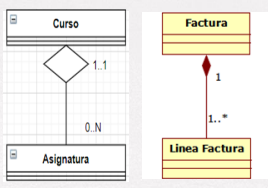 Curso
1..1
0..N
Asignatura
Factura
1
1..*
Linea Factura